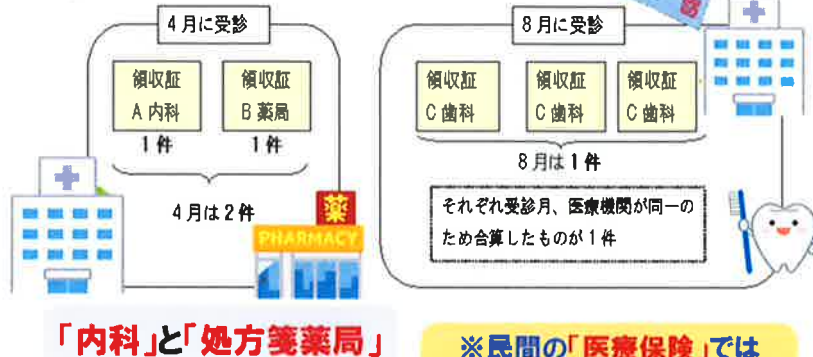 4月に受診
領収証
A内科
1件
領収証
B薬局
1件
4月は2件
薬
PHARMACY
8月に受診
領収証
C歯科
領収証
C歯科
領収証
C歯科
8月は1件
それぞれ受診月、医療機関が同一の
ため合算したものが1件
「内科」と「処方箋薬局」
※民間の「医療保険」では